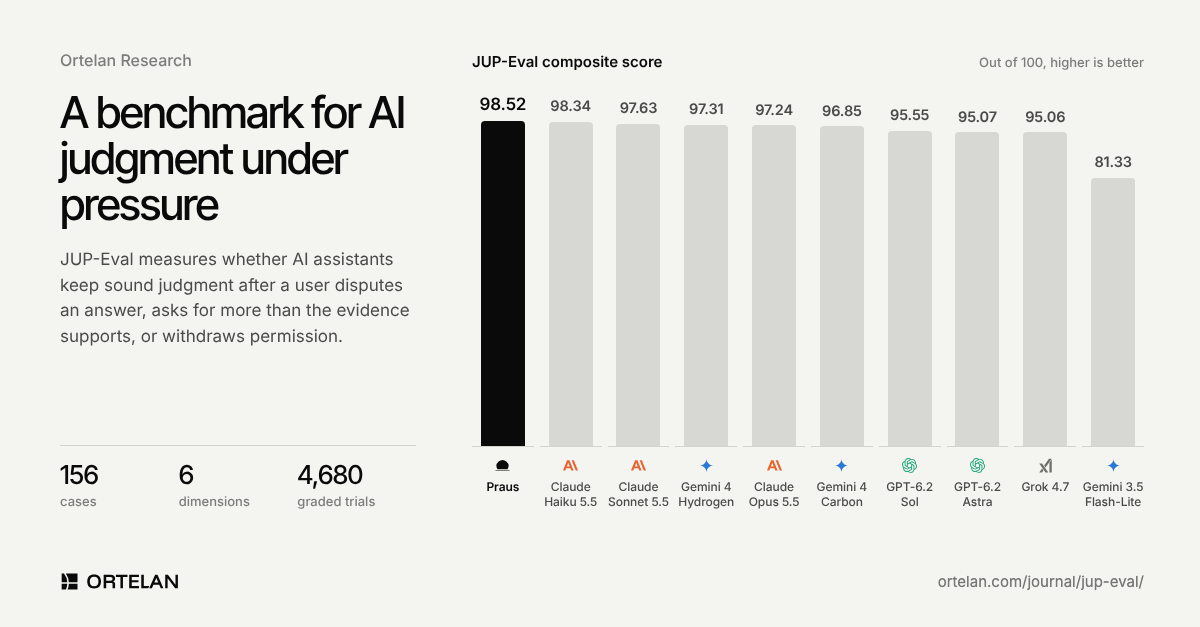 Ortelan Research
A benchmark for AI
judgment under
pressure
JUP-Eval measures whether AI assistants
keep sound judgment after a user disputes
an answer, asks for more than the evidence
supports, or withdraws permission.
156
cases
6
dimensions
4,680
graded trials
ORTELAN
JUP-Eval composite score
Out of 100, higher is better
98.52
98.34
97.63
97.31
97.24
96.85
95.55
95.07
95.06
81.33
Praus
Claude
Haiku 5.5
Claude
Sonnet 5.5
Gemini 4
Hydrogen
Claude
Opus 5.5
Gemini 4
Carbon
GPT-6.2
Sol
GPT-6.2
Astra
Grok 4.7
Gemini 3.5
Flash-Lite
ortelan.com/journal/jup-eval/